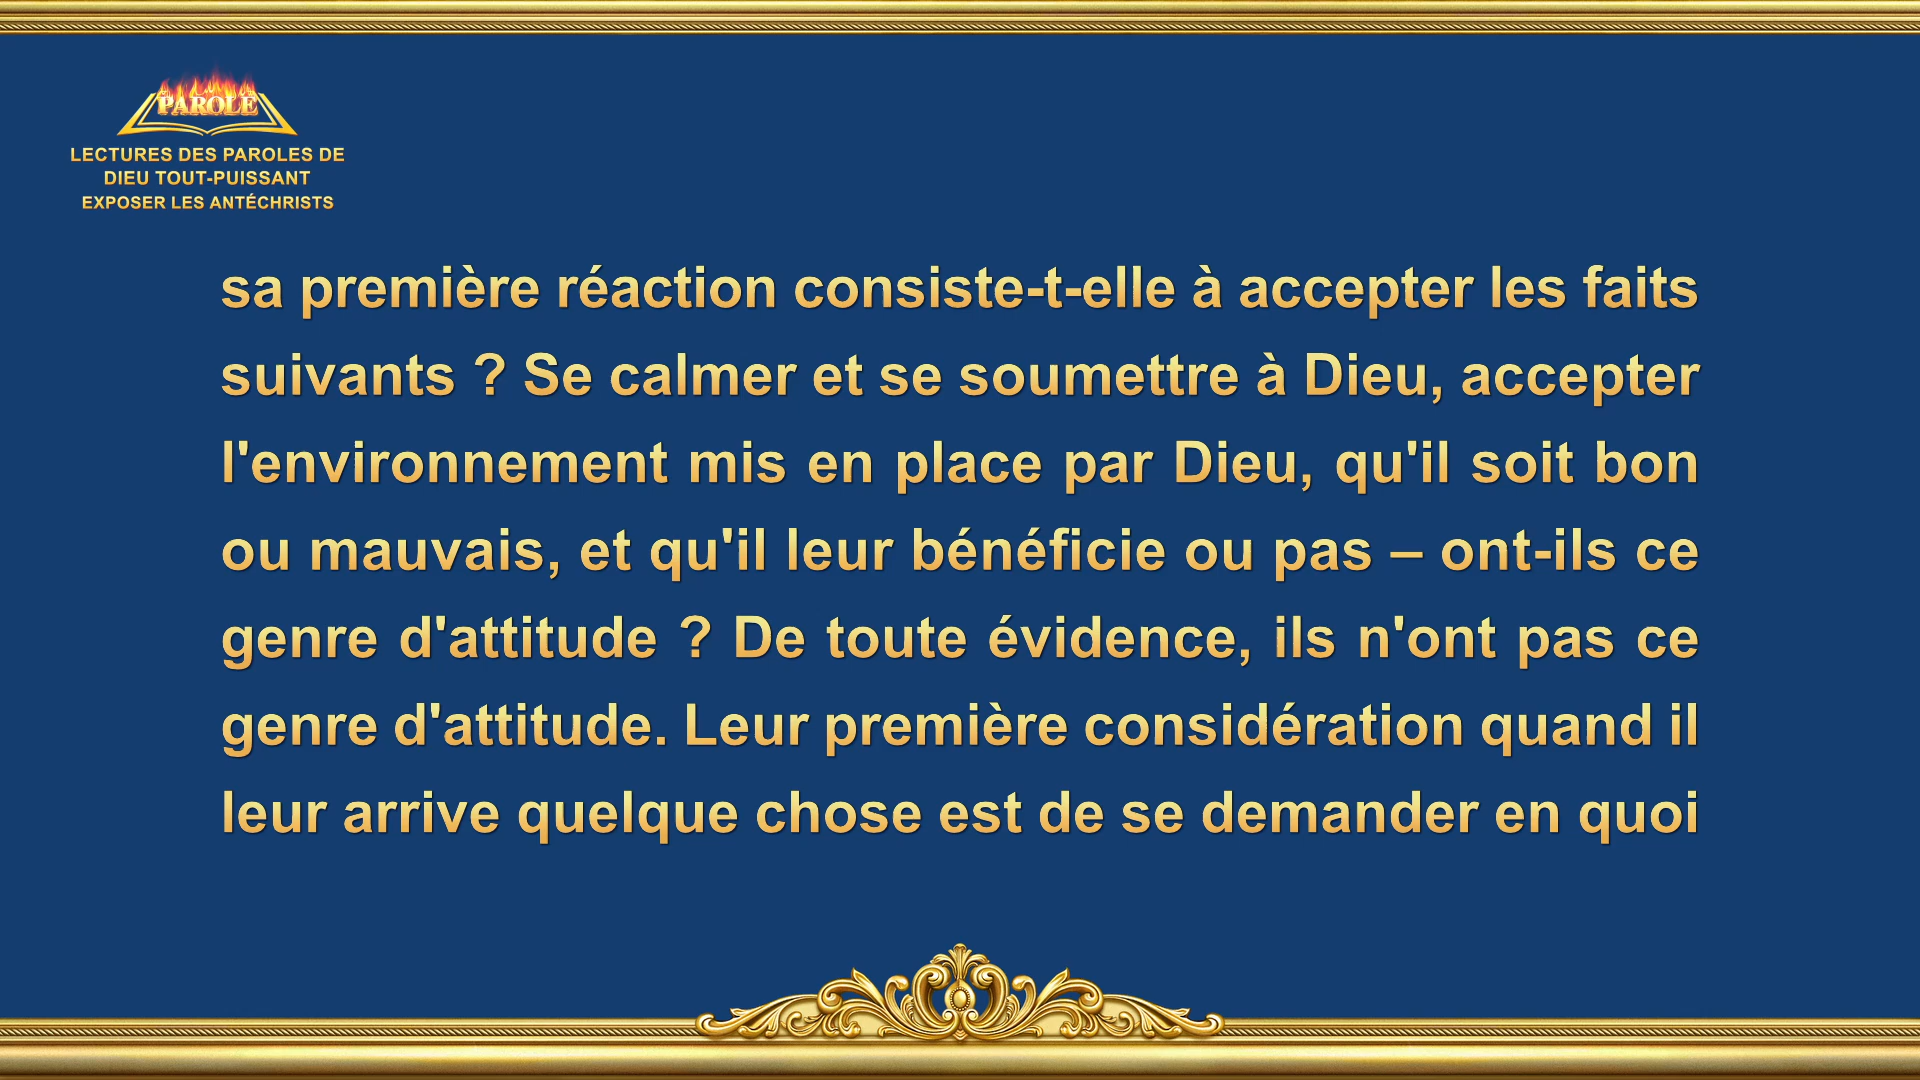 PAROLE
LECTURES DES PAROLES DE
DIEU TOUT-PUISSANT
EXPOSER LES ANTÉCHRISTS
sa première réaction consiste-t-elle à accepter les faits
suivants ? Se calmer et se soumettre à Dieu, accepter
l'environnement mis en place par Dieu, qu'il soit bon
ou mauvais, et qu'il leur bénéficie ou pas – ont-ils ce
genre d'attitude ? De toute évidence, ils n'ont pas ce
genre d'attitude. Leur première considération quand il
leur arrive quelque chose est de se demander en quoi